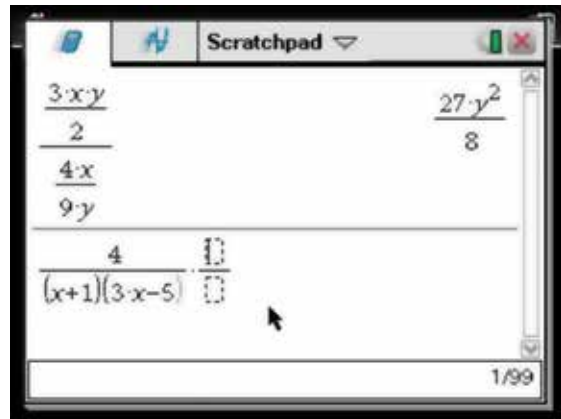 Scratchpad
3·x·y
2
4·x
9·y
27·y²
8
4
(x+1)(3·x−5) ·
1/99